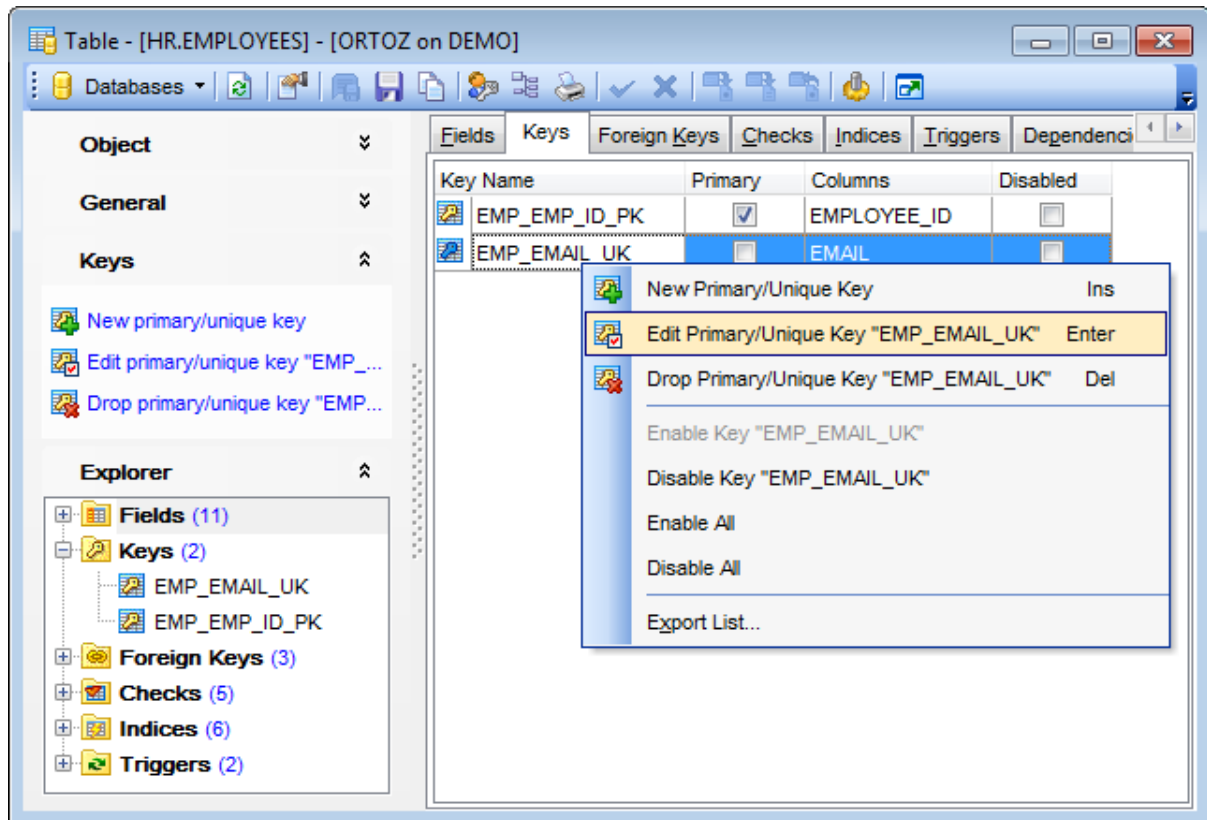 Table - [HR.EMPLOYEES] - [ORTOZ on DEMO]
Databases
Object
General
Keys
New primary/unique key
Edit primary/unique key "EMP_...
Drop primary/unique key "EMP...
Explorer
Fields (11)
Keys (2)
EMP_EMAIL_UK
EMP_EMP_ID_PK
Foreign Keys (3)
Checks (5)
Indices (6)
Triggers (2)
Fields Keys Foreign Keys Checks Indices Triggers Dependenci
Key Name Primary Columns Disabled
EMP_EMP_ID_PK EMPLOYEE_ID
EMP_EMAIL_UK EMAIL
New Primary/Unique Key Ins
Edit Primary/Unique Key "EMP_EMAIL_UK" Enter
Drop Primary/Unique Key "EMP_EMAIL_UK" Del
Enable Key "EMP_EMAIL_UK"
Disable Key "EMP_EMAIL_UK"
Enable All
Disable All
Export List...